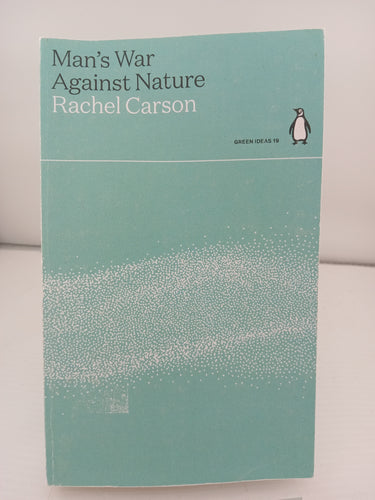 Man's War
Against Nature
Rachel Carson
GREEN IDEAS 19